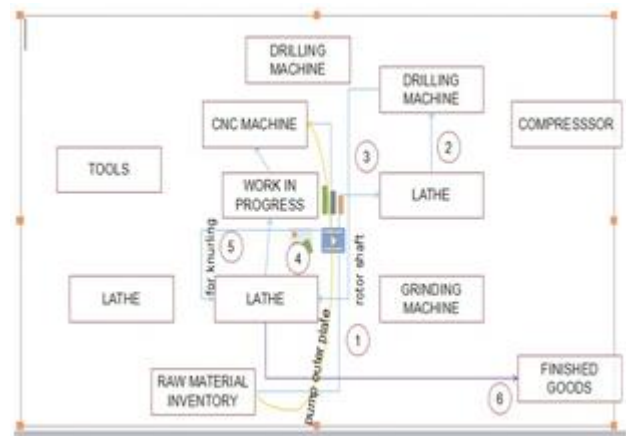 DRILLING
MACHINE
DRILLING
MACHINE
CNC MACHINE
COMPRESSSOR
3
2
TOOLS
WORK IN
PROGRESS
LATHE
for knurling
5
4
rotor shaft
LATHE
LATHE
GRINDING
MACHINE
1
pump outer plate
RAW MATERIAL
INVENTORY
FINISHED
GOODS
6